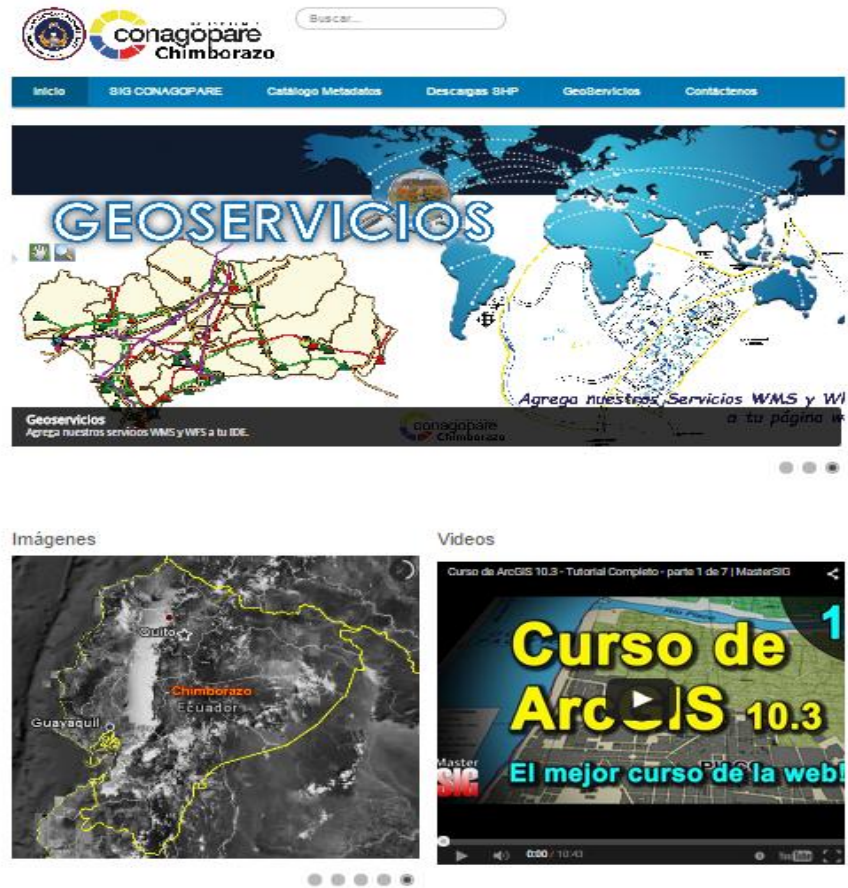 Buscar...
conagopare
Chimborazo
Inicio SIG CONAGOPARE Catálogo Metadatos Descargas SHP GeoServicios Contáctenos
GEOSERVICIOS
Agrega nuestros Servicios WMS y
a tu página
Geoservicios
Agrega nuestros servicios WMS y WFS a tu IDE.
conagopare
Chimborazo
Imágenes
Videos
Quito
Chimborazo
Ecuador
Guayaquil
Curso de ArcGIS 10.3 - Tutorial Completo - parte 1 de 7 | MasterSIG
1
Curso de
10.3
Master
SIG
El mejor curso de la web!
0:00 / 10:43
YouTube